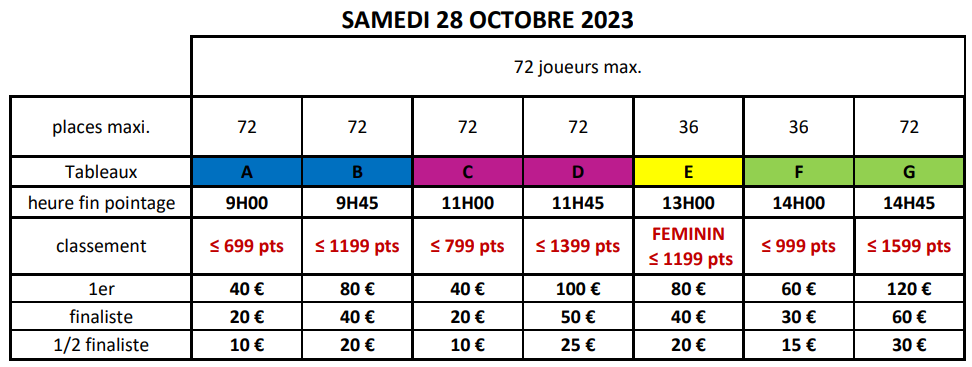 SAMEDI 28 OCTOBRE 2023
72 joueurs max.
places maxi. 72 72 72 72 36 36 72
Tableaux A B C D E F G
heure fin pointage 9H00 9H45 11H00 11H45 13H00 14H00 14H45
classement ≤ 699 pts ≤ 1199 pts ≤ 799 pts ≤ 1399 pts FEMININ ≤ 1199 pts ≤ 999 pts ≤ 1599 pts
1er 40 € 80 € 40 € 100 € 80 € 60 € 120 €
finaliste 20 € 40 € 20 € 50 € 40 € 30 € 60 €
1/2 finaliste 10 € 20 € 10 € 25 € 20 € 15 € 30 €